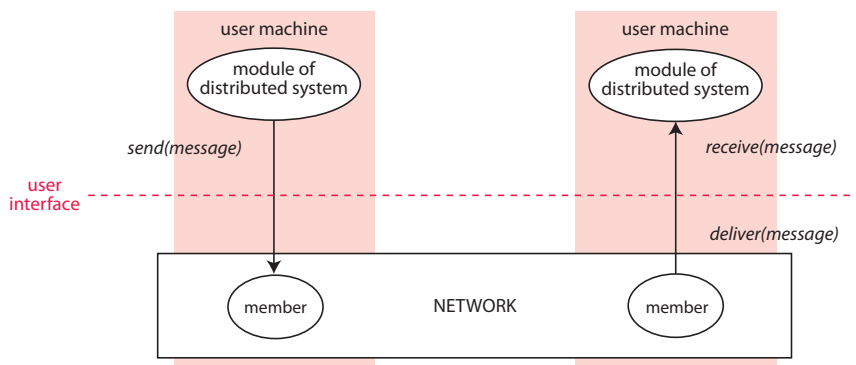 user machine
user machine
module of
distributed system
module of
distributed system
send(message)
receive(message)
user
interface
deliver(message)
member
NETWORK
member